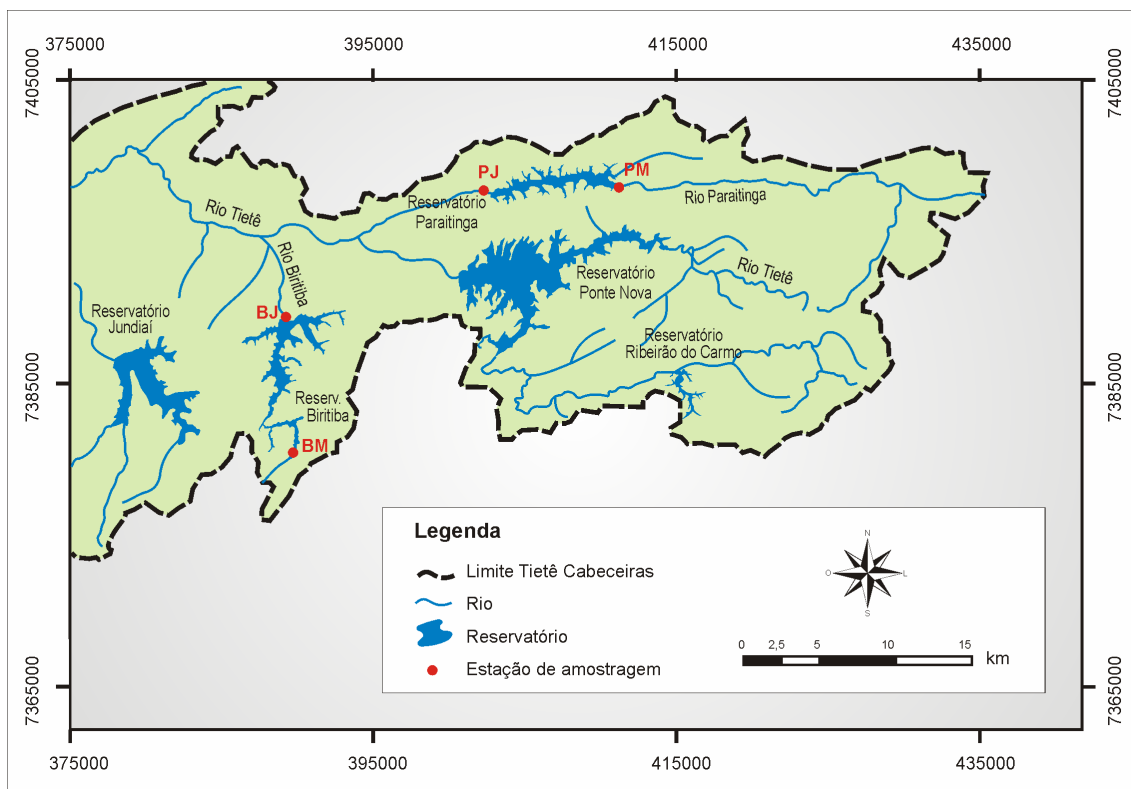 375000
395000
415000
435000
7405000
7405000
PJ
PM
Reservatório
Paraitinga
Rio Paraitinga
Rio Tietê
Rio Biritiba
Reservatório
Ponte Nova
Rio Tietê
BJ
Reservatório
Jundiaí
Reservatório
Ribeirão do Carmo
7385000
7385000
Reserv.
Biritiba
BM
Legenda
Limite Tietê Cabeceiras
Rio
Reservatório
Estação de amostragem
N
O
L
S
0
2,5
5
10
15
km
7365000
7365000
375000
395000
415000
435000